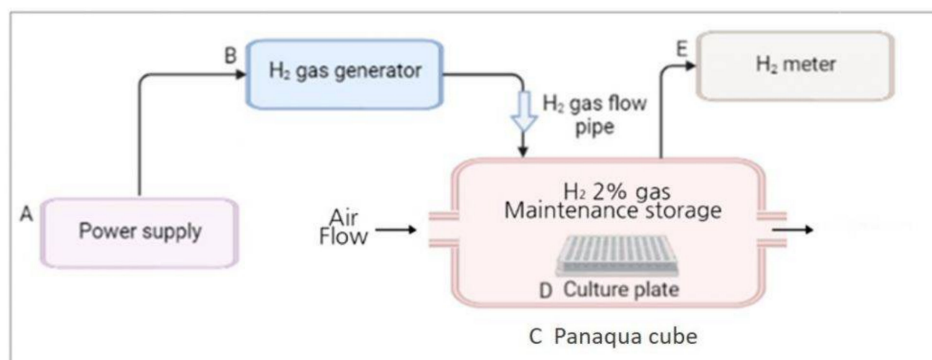 B
H₂ gas generator
E
H₂ meter
H₂ gas flow
pipe
A
Power supply
Air
Flow
H₂ 2% gas
Maintenance storage
D Culture plate
C Panaqua cube